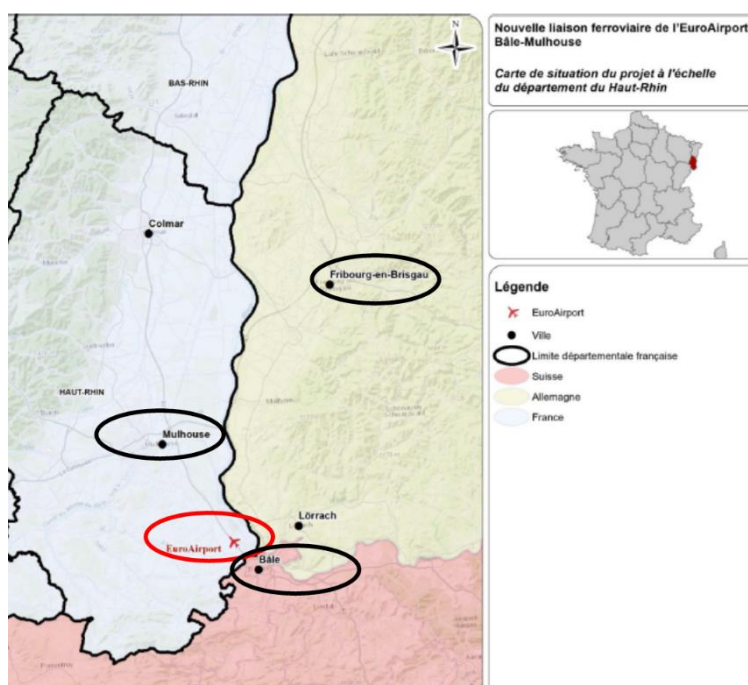 N
BAS-RHIN
Colmar
Fribourg-en-Brisgau
HAUT-RHIN
Mulhouse
Lörrach
EuroAirport
Bâle
Nouvelle liaison ferroviaire de l'EuroAirport
Bâle-Mulhouse
Carte de situation du projet à l'échelle
du département du Haut-Rhin
Légende
EuroAirport
Ville
Limite départementale française
Suisse
Allemagne
France